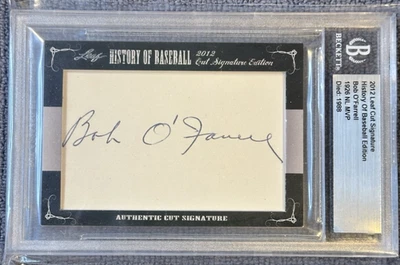 Leaf HISTORY OF BASEBALL 2012
Cut Signature Edition
Bob O'Farrell
AUTHENTIC CUT SIGNATURE
BECKETT
2012 Leaf Cut Signature
History Of Baseball Edition
Bob O'Farrell
1926 NL MVP
Died: 1988